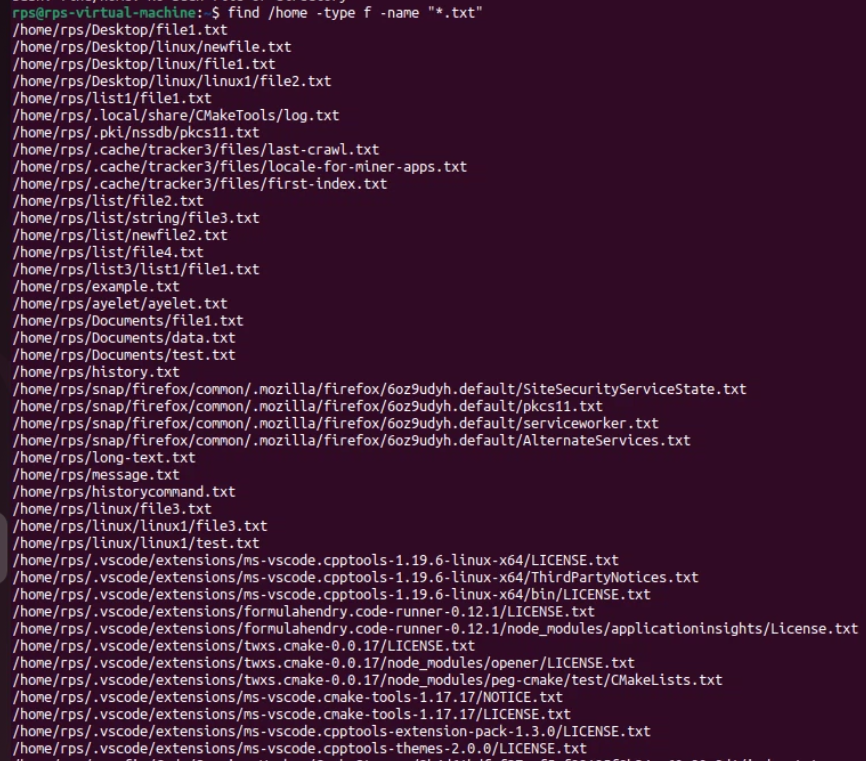 rps@rps-virtual-machine:~$ find /home -type f -name "*.txt"
/home/rps/Desktop/file1.txt
/home/rps/Desktop/linux/newfile.txt
/home/rps/Desktop/linux/file1.txt
/home/rps/Desktop/linux/linux1/file2.txt
/home/rps/list1/file1.txt
/home/rps/.local/share/CMakeTools/log.txt
/home/rps/.pki/nssdb/pkcs11.txt
/home/rps/.cache/tracker3/files/last-crawl.txt
/home/rps/.cache/tracker3/files/locale-for-miner-apps.txt
/home/rps/.cache/tracker3/files/first-index.txt
/home/rps/list/file2.txt
/home/rps/list/string/file3.txt
/home/rps/list/newfile2.txt
/home/rps/list/file4.txt
/home/rps/list3/list1/file1.txt
/home/rps/example.txt
/home/rps/ayelet/ayelet.txt
/home/rps/Documents/file1.txt
/home/rps/Documents/data.txt
/home/rps/Documents/test.txt
/home/rps/history.txt
/home/rps/snap/firefox/common/.mozilla/firefox/6oz9udyh.default/SiteSecurityServiceState.txt
/home/rps/snap/firefox/common/.mozilla/firefox/6oz9udyh.default/pkcs11.txt
/home/rps/snap/firefox/common/.mozilla/firefox/6oz9udyh.default/serviceworker.txt
/home/rps/snap/firefox/common/.mozilla/firefox/6oz9udyh.default/AlternateServices.txt
/home/rps/long-text.txt
/home/rps/message.txt
/home/rps/historycommand.txt
/home/rps/linux/file3.txt
/home/rps/linux/linux1/file3.txt
/home/rps/linux/linux1/test.txt
/home/rps/.vscode/extensions/ms-vscode.cpptools-1.19.6-linux-x64/LICENSE.txt
/home/rps/.vscode/extensions/ms-vscode.cpptools-1.19.6-linux-x64/ThirdPartyNotices.txt
/home/rps/.vscode/extensions/ms-vscode.cpptools-1.19.6-linux-x64/bin/LICENSE.txt
/home/rps/.vscode/extensions/formulahendry.code-runner-0.12.1/LICENSE.txt
/home/rps/.vscode/extensions/formulahendry.code-runner-0.12.1/node_modules/applicationinsights/License.txt
/home/rps/.vscode/extensions/twxs.cmake-0.0.17/LICENSE.txt
/home/rps/.vscode/extensions/twxs.cmake-0.0.17/node_modules/opener/LICENSE.txt
/home/rps/.vscode/extensions/twxs.cmake-0.0.17/node_modules/peg-cmake/test/CMakeLists.txt
/home/rps/.vscode/extensions/ms-vscode.cmake-tools-1.17.17/NOTICE.txt
/home/rps/.vscode/extensions/ms-vscode.cmake-tools-1.17.17/LICENSE.txt
/home/rps/.vscode/extensions/ms-vscode.cpptools-extension-pack-1.3.0/LICENSE.txt
/home/rps/.vscode/extensions/ms-vscode.cpptools-themes-2.0.0/LICENSE.txt